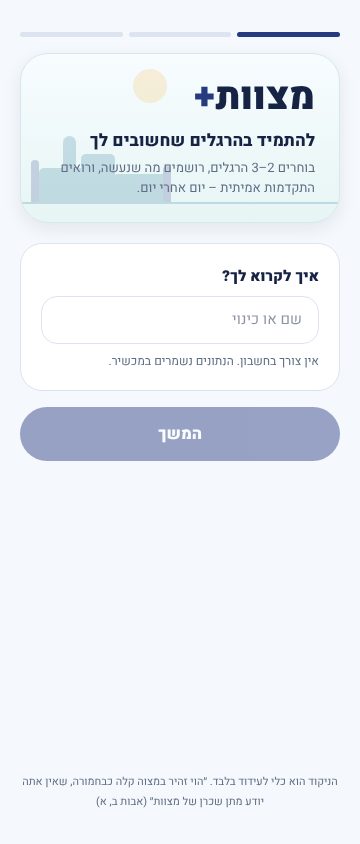 מצוות+
להתמיד בהרגלים שחשובים לך
בוחרים 2–3 הרגלים, רושמים מה שנעשה, ורואים
התקדמות אמיתית – יום אחרי יום.
איך לקרוא לך?
שם או כינוי
אין צורך בחשבון. הנתונים נשמרים במכשיר.
המשך
הניקוד הוא כלי לעידוד בלבד. "הוי זהיר במצוה קלה כבחמורה, שאין אתה
יודע מתן שכרן של מצוות" (אבות ב, א)